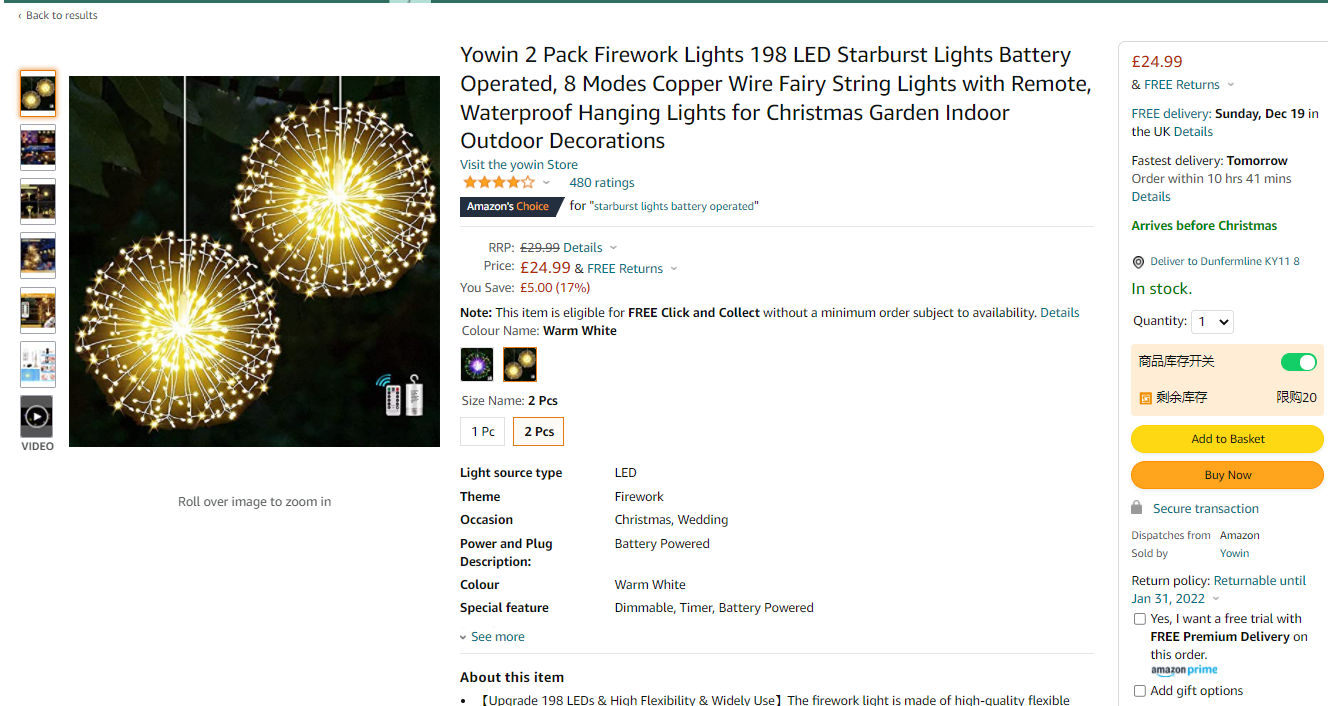 ‹ Back to results
Yowin 2 Pack Firework Lights 198 LED Starburst Lights Battery
Operated, 8 Modes Copper Wire Fairy String Lights with Remote,
Waterproof Hanging Lights for Christmas Garden Indoor
Outdoor Decorations
Visit the yowin Store
480 ratings
Amazon's Choice for "starburst lights battery operated"
RRP: £29.99 Details
Price: £24.99 & FREE Returns
You Save: £5.00 (17%)
Note: This item is eligible for FREE Click and Collect without a minimum order subject to availability. Details
Colour Name: Warm White
Size Name: 2 Pcs
1 Pc 2 Pcs
Light source type LED
Theme Firework
Occasion Christmas, Wedding
Power and Plug Battery Powered
Description:
Colour Warm White
Special feature Dimmable, Timer, Battery Powered
See more
About this item
• 【Upgrade 198 LEDs & High Flexibility & Widely Use】The firework light is made of high-quality flexible
VIDEO
Roll over image to zoom in
£24.99
& FREE Returns
FREE delivery: Sunday, Dec 19 in
the UK Details
Fastest delivery: Tomorrow
Order within 10 hrs 41 mins
Details
Arrives before Christmas
Deliver to Dunfermline KY11 8
In stock.
Quantity: 1
商品库存开关
剩余库存 限购20
Add to Basket
Buy Now
Secure transaction
Dispatches from Amazon
Sold by Yowin
Return policy: Returnable until
Jan 31, 2022
Yes, I want a free trial with
FREE Premium Delivery on
this order.
amazon prime
Add gift options